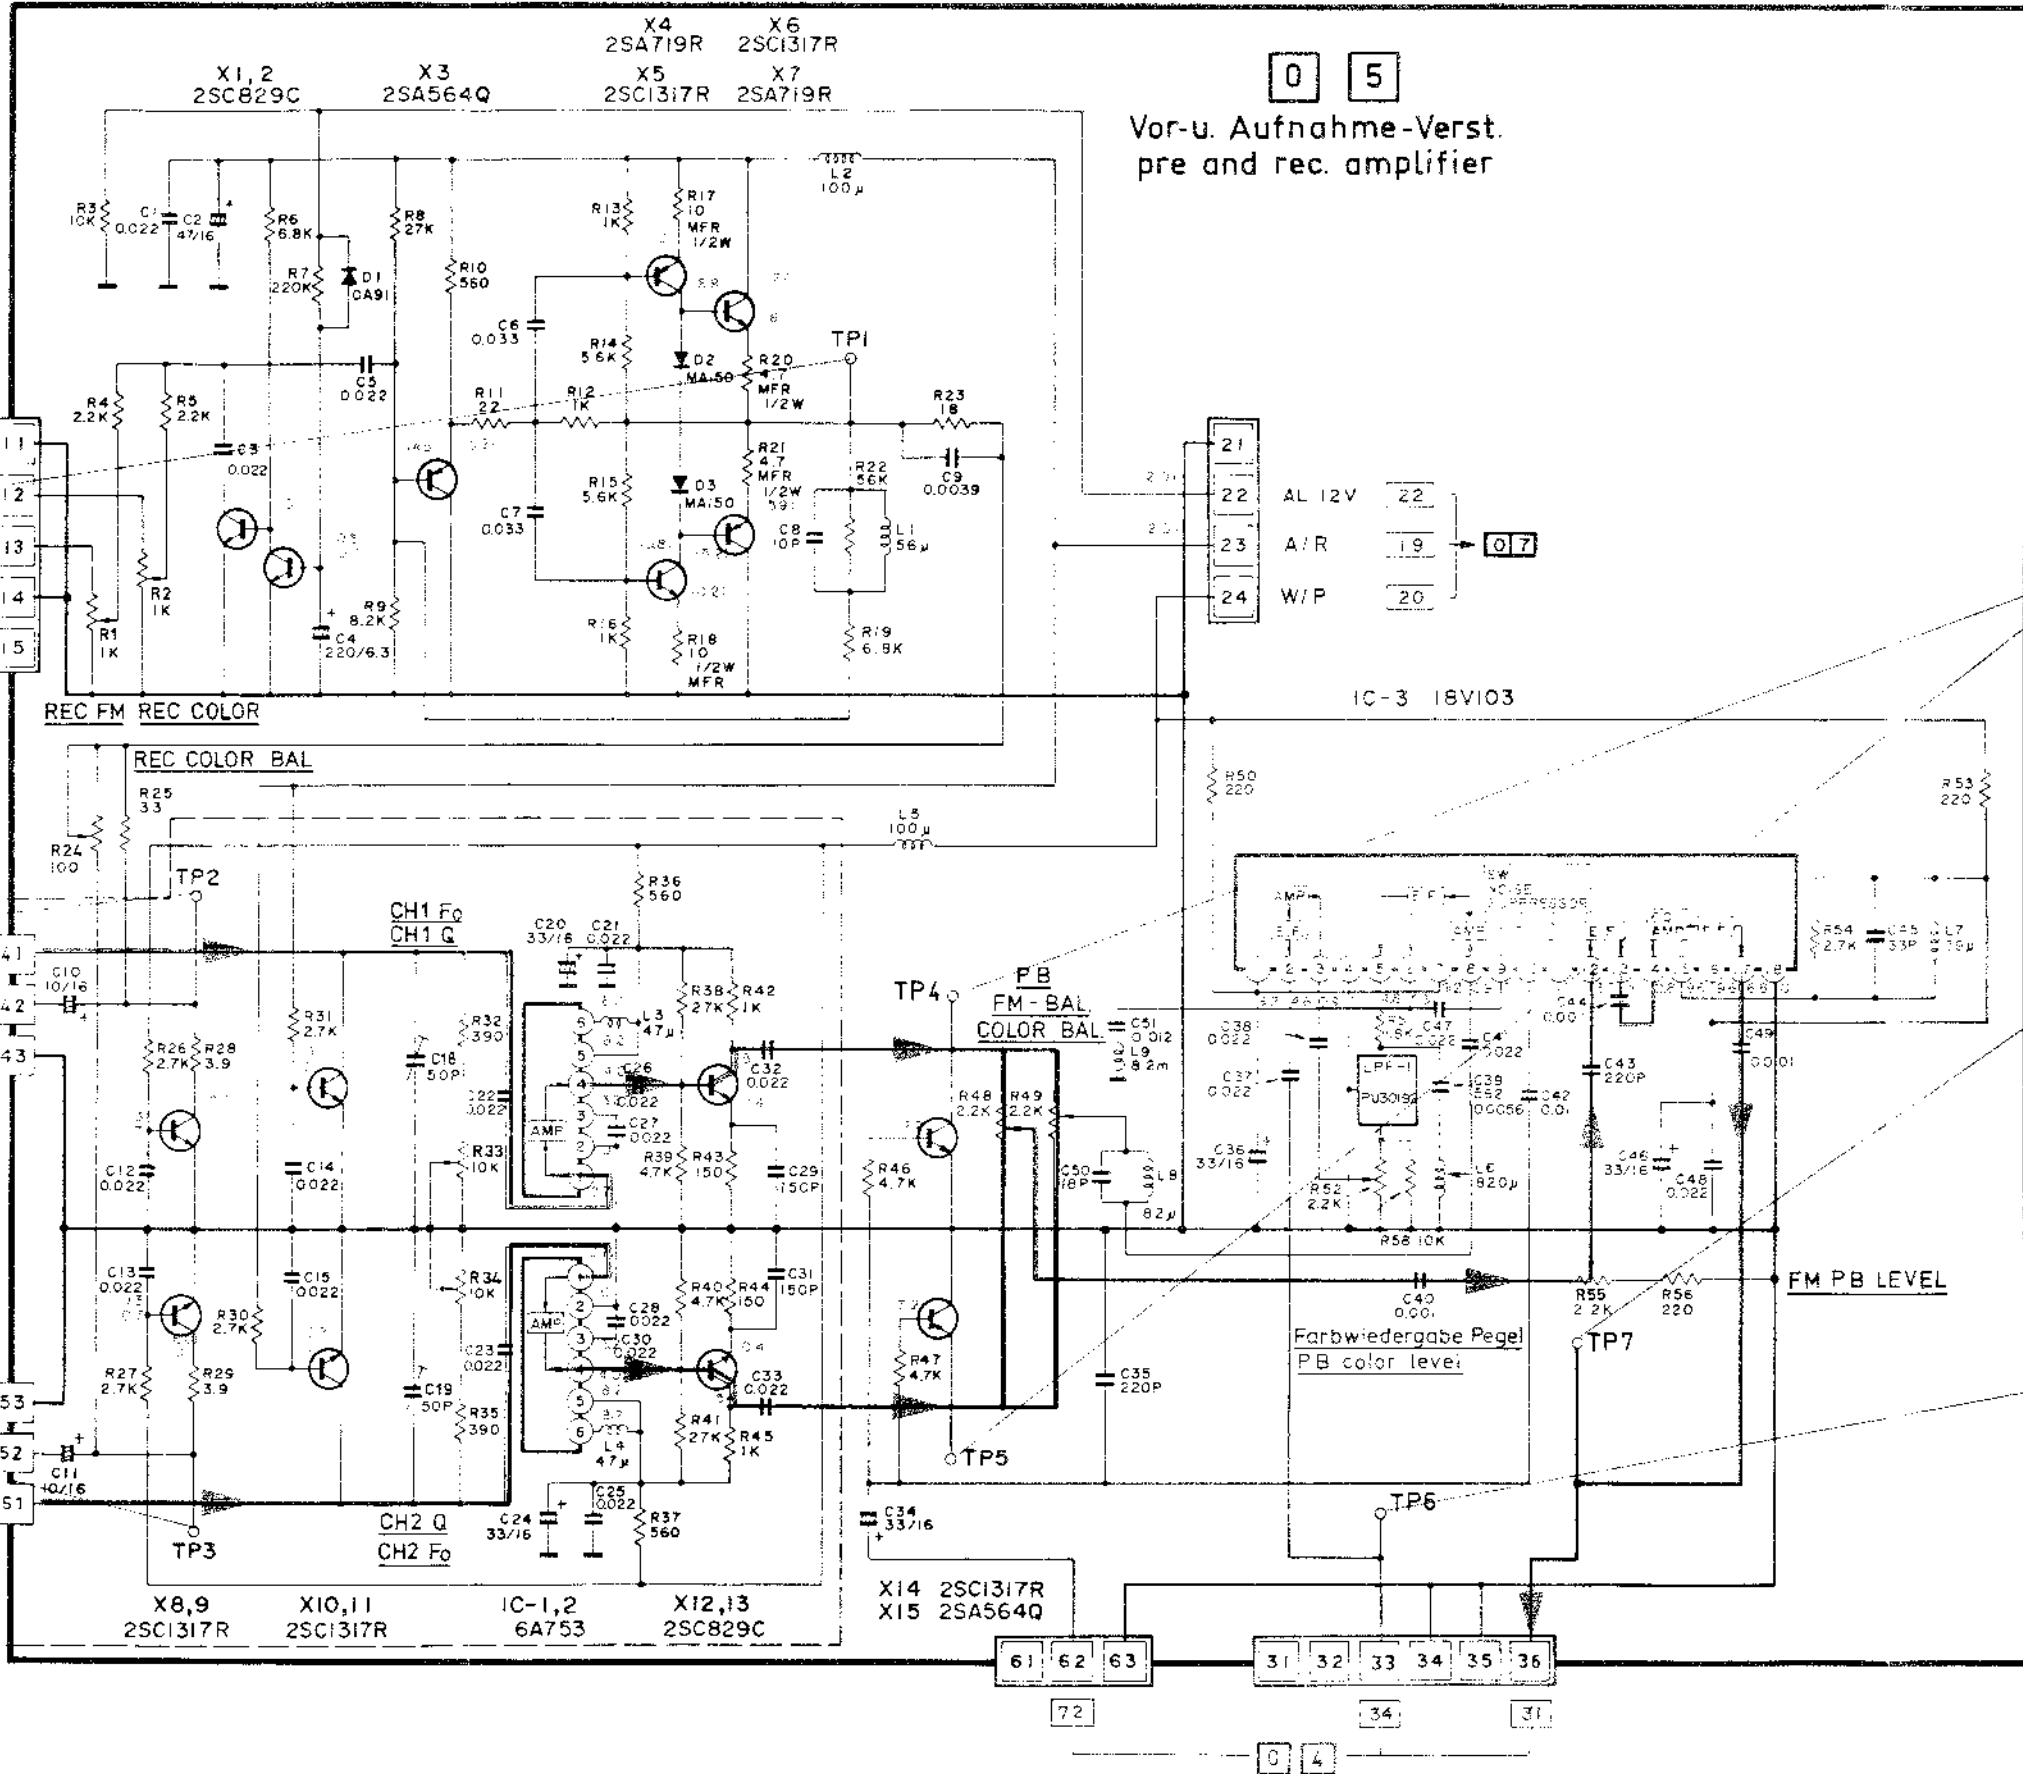 X4
2SA719R
X6
2SC1317R
X1,2
2SC829C
X3
2SA564Q
X5
2SC1317R
X7
2SA719R
0 5
Vor-u. Aufnahme-Verst.
pre and rec. amplifier
L2
100µ
R3
10K
C1
0.022
C2
47/16
R6
6.8K
R7
220K
D1
OA91
R8
27K
R10
560
R13
1K
R17
10
MFR
1/2W
C6
0.033
R14
5.6K
D2
MA150
R20
4.7
MFR
1/2W
TP1
R4
2.2K
R5
2.2K
C5
0.022
R11
22
R12
1K
R23
18
C3
0.022
R15
5.6K
D3
MA150
R21
4.7
MFR
1/2W
R22
56K
C9
0.0039
C7
0.033
C8
10P
L1
56µ
R1
1K
R2
1K
C4
220/6.3
R9
8.2K
R16
1K
R18
10
1/2W
MFR
R19
6.8K
11
12
13
14
15
21
22 AL 12V 22
23 A/R 19 07
24 W/P 20
REC FM REC COLOR
REC COLOR BAL
IC-3 18V103
R25
33
R24
100
L5
100µ
R50
220
R53
220
TP2
CH1 Fo
CH1 Q
R36
560
C20
33/16
C21
0.022
41
42
43
C10
10/16
R26
2.7K
R28
3.9
R31
2.7K
C18
50P
R32
390
C22
0.022
L3
47µ
R38
27K
R42
1K
C26
0.022
C27
0.022
C32
0.022
AMP
6
5
4
3
2
R33
10K
R39
4.7K
R43
150
C29
150P
C12
0.022
C14
0.022
TP4
PB
FM-BAL
COLOR BAL.
C51
0.012
L9
8.2m
R48
2.2K
R49
2.2K
R46
4.7K
C50
18P
L8
82µ
SW
AMP
R54
2.7K
C45
33P
L7
C38
0.022
C37
0.022
C36
33/16
C47
0.022
LPF-1
PU30192
C39
0.0056
C42
0.01
C43
220P
C44
C49
R52
2.2K
R58 10K
L6
820µ
C46
33/16
C48
0.022
C13
0.022
C15
0.022
R30
2.7K
R27
2.7K
R29
3.9
C19
50P
R34
10K
R35
390
C23
0.022
AMP
2
3
5
6
R40
4.7K
R44
150
C31
150P
C28
0.022
C30
0.022
C33
0.022
L4
47µ
R41
27K
R45
1K
C24
33/16
C25
0.022
R37
560
R47
4.7K
C35
220P
C40
0.001
R55
2.2K
R56
220
FM PB LEVEL
Farbwiedergabe Pegel
PB color level
TP7
TP5
TP6
C34
33/16
53
52
51
C11
10/16
TP3
CH2 Q
CH2 Fo
X8,9
2SC1317R
X10,11
2SC1317R
IC-1,2
6A753
X12,13
2SC829C
X14 2SC1317R
X15 2SA564Q
61 62 63
31 32 33 34 35 36
72
34
31
0 4